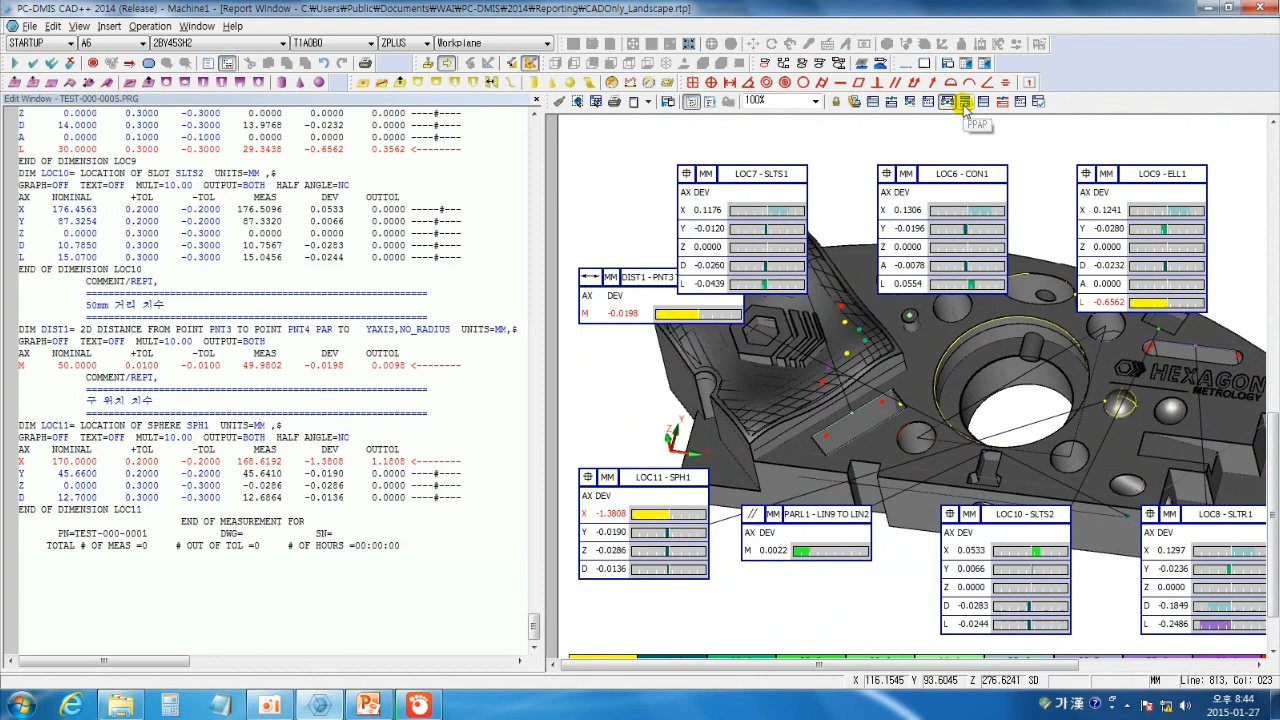 PC-DMIS CAD++ 2014 (Release) - Machine1 - [Report Window - C:₩Users₩Public₩Documents₩WAI₩PC-DMIS₩2014₩Reporting₩CADOnly_Landscape.rtp]
File Edit View Insert Operation Window Help
STARTUP A6 2BY45SH2 T1A0B0 ZPLUS Workplane
1
Edit Window - TEST-000-0005.PRG
100%
PPAP
Z 0.0000 0.3000 -0.3000 0.0000 0.0000 0.0000 ----#----
D 14.0000 0.3000 -0.3000 13.9768 -0.0232 0.0000 ----#----
A 0.0000 0.1000 -0.1000 0.0000 0.0000 0.0000 ----#----
L 30.0000 0.3000 -0.3000 29.3438 -0.6562 0.3562 <--------
END OF DIMENSION LOC9
DIM LOC10= LOCATION OF SLOT SLTS2 UNITS=MM ,$
GRAPH=OFF TEXT=OFF MULT=10.00 OUTPUT=BOTH HALF ANGLE=NO
AX NOMINAL +TOL -TOL MEAS DEV OUTTOL
X 176.4563 0.3000 -0.3000 176.5096 0.0533 0.0000 -----#---
Y 87.3254 0.3000 -0.3000 87.3320 0.0066 0.0000 ----#----
Z 0.0000 0.3000 -0.3000 0.0000 0.0000 0.0000 ----#----
D 10.7850 0.3000 -0.3000 10.7567 -0.0283 0.0000 ----#----
L 15.0700 0.3000 -0.3000 15.0456 -0.0244 0.0000 ----#----
END OF DIMENSION LOC10
COMMENT/REPT,
50mm 거리 치수
DIM DIST1= 2D DISTANCE FROM POINT PNT3 TO POINT PNT4 PAR TO YAXIS,NO_RADIUS UNITS=MM,$
GRAPH=OFF TEXT=OFF MULT=10.00 OUTPUT=BOTH
AX NOMINAL +TOL -TOL MEAS DEV OUTTOL
M 50.0000 0.0100 -0.0100 49.9802 -0.0198 0.0098 <--------
COMMENT/REPT,
구 위치 치수
DIM LOC11= LOCATION OF SPHERE SPH1 UNITS=MM ,$
GRAPH=OFF TEXT=OFF MULT=10.00 OUTPUT=BOTH HALF ANGLE=NO
AX NOMINAL +TOL -TOL MEAS DEV OUTTOL
X 170.0000 0.2000 -0.2000 168.6192 -1.3808 1.1808 <--------
Y 45.6600 0.2000 -0.2000 45.6410 -0.0190 0.0000 ----#----
Z 0.0000 0.3000 -0.3000 -0.0286 -0.0286 0.0000 ----#----
D 12.7000 0.3000 -0.3000 12.6864 -0.0136 0.0000 ----#----
END OF DIMENSION LOC11
END OF MEASUREMENT FOR
PN=TEST-000-0001 DWG= SN=
TOTAL # OF MEAS =0 # OUT OF TOL =0 # OF HOURS =00:00:00
MM LOC7 - SLTS1
AX DEV
X 0.1176
Y -0.0120
Z 0.0000
D -0.0260
L -0.0439
MM LOC6 - CON1
AX DEV
X 0.1306
Y -0.0196
Z 0.0000
A -0.0078
L 0.0554
MM LOC9 - ELL1
AX DEV
X 0.1241
Y -0.0280
Z 0.0000
D -0.0232
A 0.0000
L -0.6562
MM DIST1 - PNT3
AX DEV
M -0.0198
HEXAGON
METROLOGY
Y
Z
X
MM LOC11 - SPH1
AX DEV
X -1.3808
Y -0.0190
Z -0.0286
D -0.0136
// MM PARL1 - LIN9 TO LIN2
AX DEV
M 0.0022
MM LOC10 - SLTS2
AX DEV
X 0.0533
Y 0.0066
Z 0.0000
D -0.0283
L -0.0244
MM LOC8 - SLTR1
AX DEV
X 0.1297
Y -0.0236
Z 0.0000
D -0.1849
L -0.2486
X 116.1545 Y 93.6045 Z 276.6241 SD MM Line: 813, Col: 023
가 漢
오후 8:44
2015-01-27